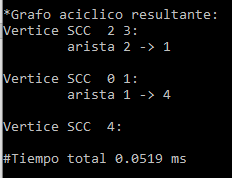 *Grafo aciclico resultante:
Vertice SCC  2 3:
        arista 2 -> 1
Vertice SCC  0 1:
        arista 1 -> 4
Vertice SCC  4:
#Tiempo total 0.0519 ms